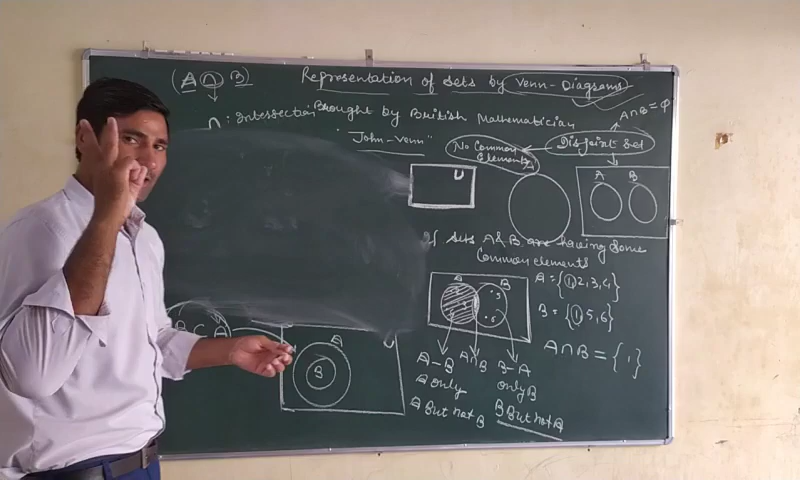 (A ∩ B)
Representation of Sets by Venn-Diagrams
∩ : Intersection
Brought by British Mathematician
"John-Venn"
No Common Elements
Disjoint Set
A∩B=φ
U
A B
If sets A&B are having some
Common elements
A B
A = {1,2,3,4}
B = {1,5,6}
A∩B = {1}
A-B A∩B B-A
A only only B
A But not B B But not A
B⊂A
A U
B